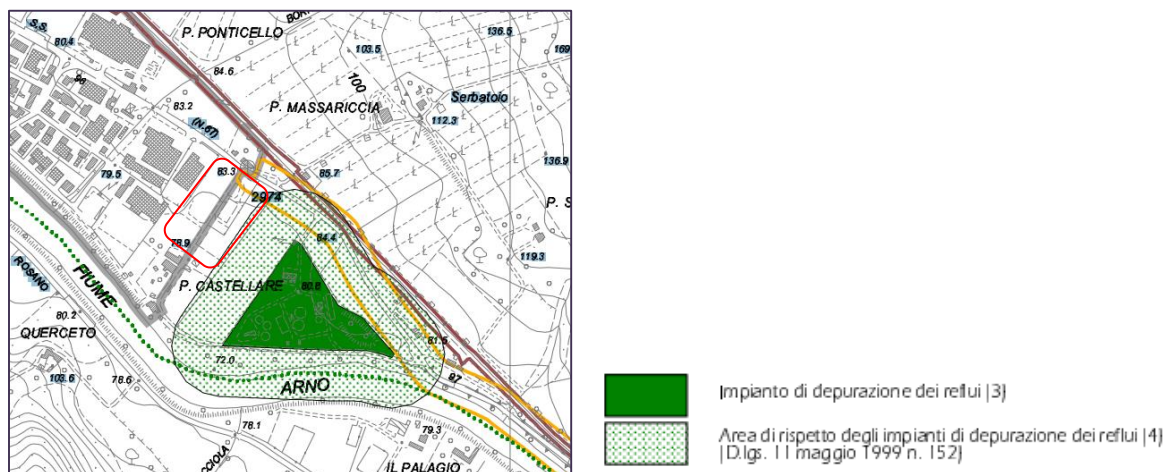 S.S.
80.4
P. PONTICELLO
BOR
136.5
103.5
169
84.6
100
Serbatoio
P. MASSARICCIA
83.2
112.3
(N.67)
136.9
79.5
83.3
85.7
2974
P. S
78.9
84.4
119.3
ROSANO
FIUME
P. CASTELLARE
80.8
80.2
QUERCETO
72.0
81.5
87
103.6
78.6
ARNO
78.1
79.3
CCIOLA
IL PALAGIO
Impianto di depurazione dei reflui |3)
Area di rispetto degli impianti di depurazione dei reflui |4)
|D.lgs. 11 maggio 1999 n. 152)